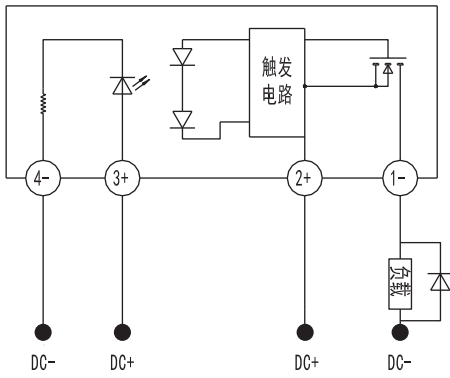 触发
电路
4-
3+
2+
1-
负载
DC-
DC+
DC+
DC-